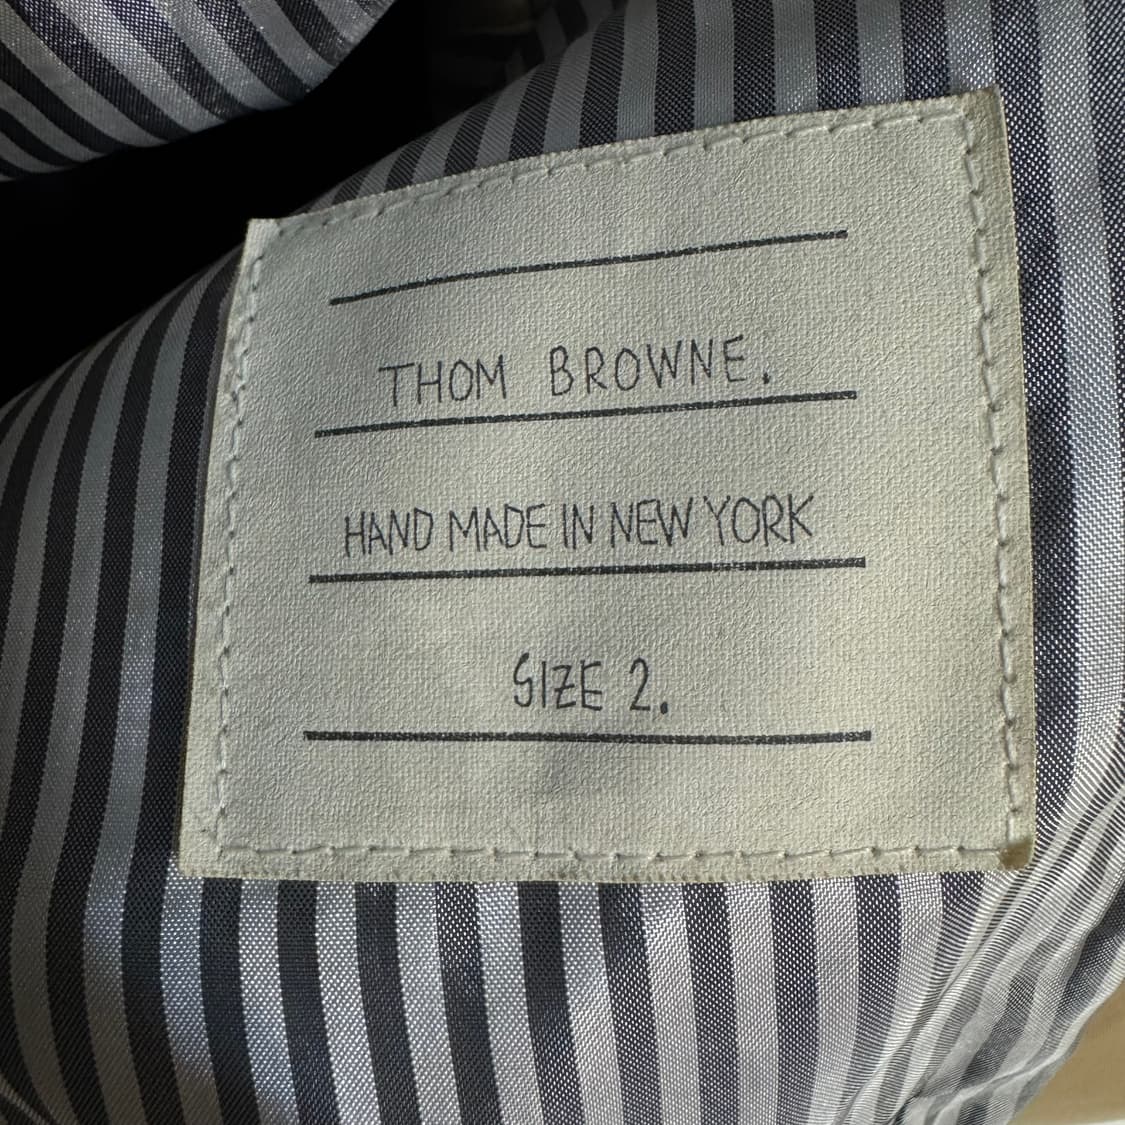 THOM BROWNE.
HAND MADE IN NEW YORK
SIZE 2.